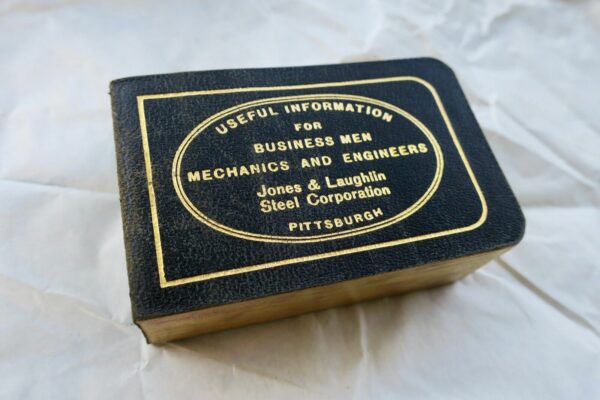 USEFUL INFORMATION
FOR
BUSINESS MEN
MECHANICS AND ENGINEERS
Jones & Laughlin
Steel Corporation
PITTSBURGH